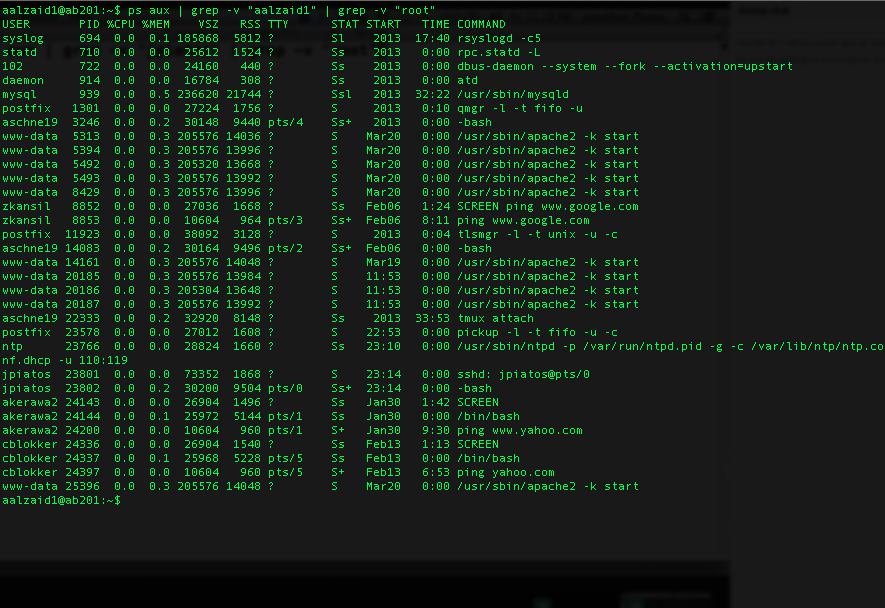 aalzaid1@ab201:~$ ps aux | grep -v "aalzaid1" | grep -v "root"
USER       PID %CPU %MEM    VSZ   RSS TTY      STAT START   TIME COMMAND
syslog     694  0.0  0.1 185868  5812 ?        Sl    2013  17:40 rsyslogd -c5
statd      710  0.0  0.0  25612  1524 ?        Ss    2013   0:00 rpc.statd -L
102        722  0.0  0.0  24160   440 ?        Ss    2013   0:00 dbus-daemon --system --fork --activation=upstart
daemon     914  0.0  0.0  16784   308 ?        Ss    2013   0:00 atd
mysql      939  0.0  0.5 236620 21744 ?        Ssl   2013  32:22 /usr/sbin/mysqld
postfix   1301  0.0  0.0  27224  1756 ?        S     2013   0:10 qmgr -l -t fifo -u
aschne19  3246  0.0  0.2  30148  9440 pts/4    Ss+   2013   0:00 -bash
www-data  5313  0.0  0.3 205576 14036 ?        S    Mar20   0:00 /usr/sbin/apache2 -k start
www-data  5394  0.0  0.3 205576 13996 ?        S    Mar20   0:00 /usr/sbin/apache2 -k start
www-data  5492  0.0  0.3 205320 13668 ?        S    Mar20   0:00 /usr/sbin/apache2 -k start
www-data  5493  0.0  0.3 205576 13992 ?        S    Mar20   0:00 /usr/sbin/apache2 -k start
www-data  8429  0.0  0.3 205576 13996 ?        S    Mar20   0:00 /usr/sbin/apache2 -k start
zkansil   8852  0.0  0.0  27036  1668 ?        Ss   Feb06   1:24 SCREEN ping www.google.com
zkansil   8853  0.0  0.0  10604   964 pts/3    Ss+  Feb06   8:11 ping www.google.com
postfix  11923  0.0  0.0  38092  3128 ?        S     2013   0:04 tlsmgr -l -t unix -u -c
aschne19 14083  0.0  0.2  30164  9496 pts/2    Ss+  Feb06   0:00 -bash
www-data 14161  0.0  0.3 205576 14048 ?        S    Mar19   0:00 /usr/sbin/apache2 -k start
www-data 20185  0.0  0.3 205576 13984 ?        S    11:53   0:00 /usr/sbin/apache2 -k start
www-data 20186  0.0  0.3 205304 13648 ?        S    11:53   0:00 /usr/sbin/apache2 -k start
www-data 20187  0.0  0.3 205576 13992 ?        S    11:53   0:00 /usr/sbin/apache2 -k start
aschne19 22333  0.0  0.2  32920  8148 ?        Ss    2013  33:53 tmux attach
postfix  23578  0.0  0.0  27012  1608 ?        S    22:53   0:00 pickup -l -t fifo -u -c
ntp      23766  0.0  0.0  28824  1660 ?        Ss   23:10   0:00 /usr/sbin/ntpd -p /var/run/ntpd.pid -g -c /var/lib/ntp/ntp.co
nf.dhcp -u 110:119
jpiatos  23801  0.0  0.0  73352  1868 ?        S    23:14   0:00 sshd: jpiatos@pts/0
jpiatos  23802  0.0  0.2  30200  9504 pts/0    Ss+  23:14   0:00 -bash
akerawa2 24143  0.0  0.0  26904  1496 ?        Ss   Jan30   1:42 SCREEN
akerawa2 24144  0.0  0.1  25972  5144 pts/1    Ss   Jan30   0:00 /bin/bash
akerawa2 24200  0.0  0.0  10604   960 pts/1    S+   Jan30   9:30 ping www.yahoo.com
cblokker 24336  0.0  0.0  26904  1540 ?        Ss   Feb13   1:13 SCREEN
cblokker 24337  0.0  0.1  25968  5228 pts/5    Ss   Feb13   0:00 /bin/bash
cblokker 24397  0.0  0.0  10604   960 pts/5    S+   Feb13   6:53 ping yahoo.com
www-data 25396  0.0  0.3 205576 14048 ?        S    Mar20   0:00 /usr/sbin/apache2 -k start
aalzaid1@ab201:~$